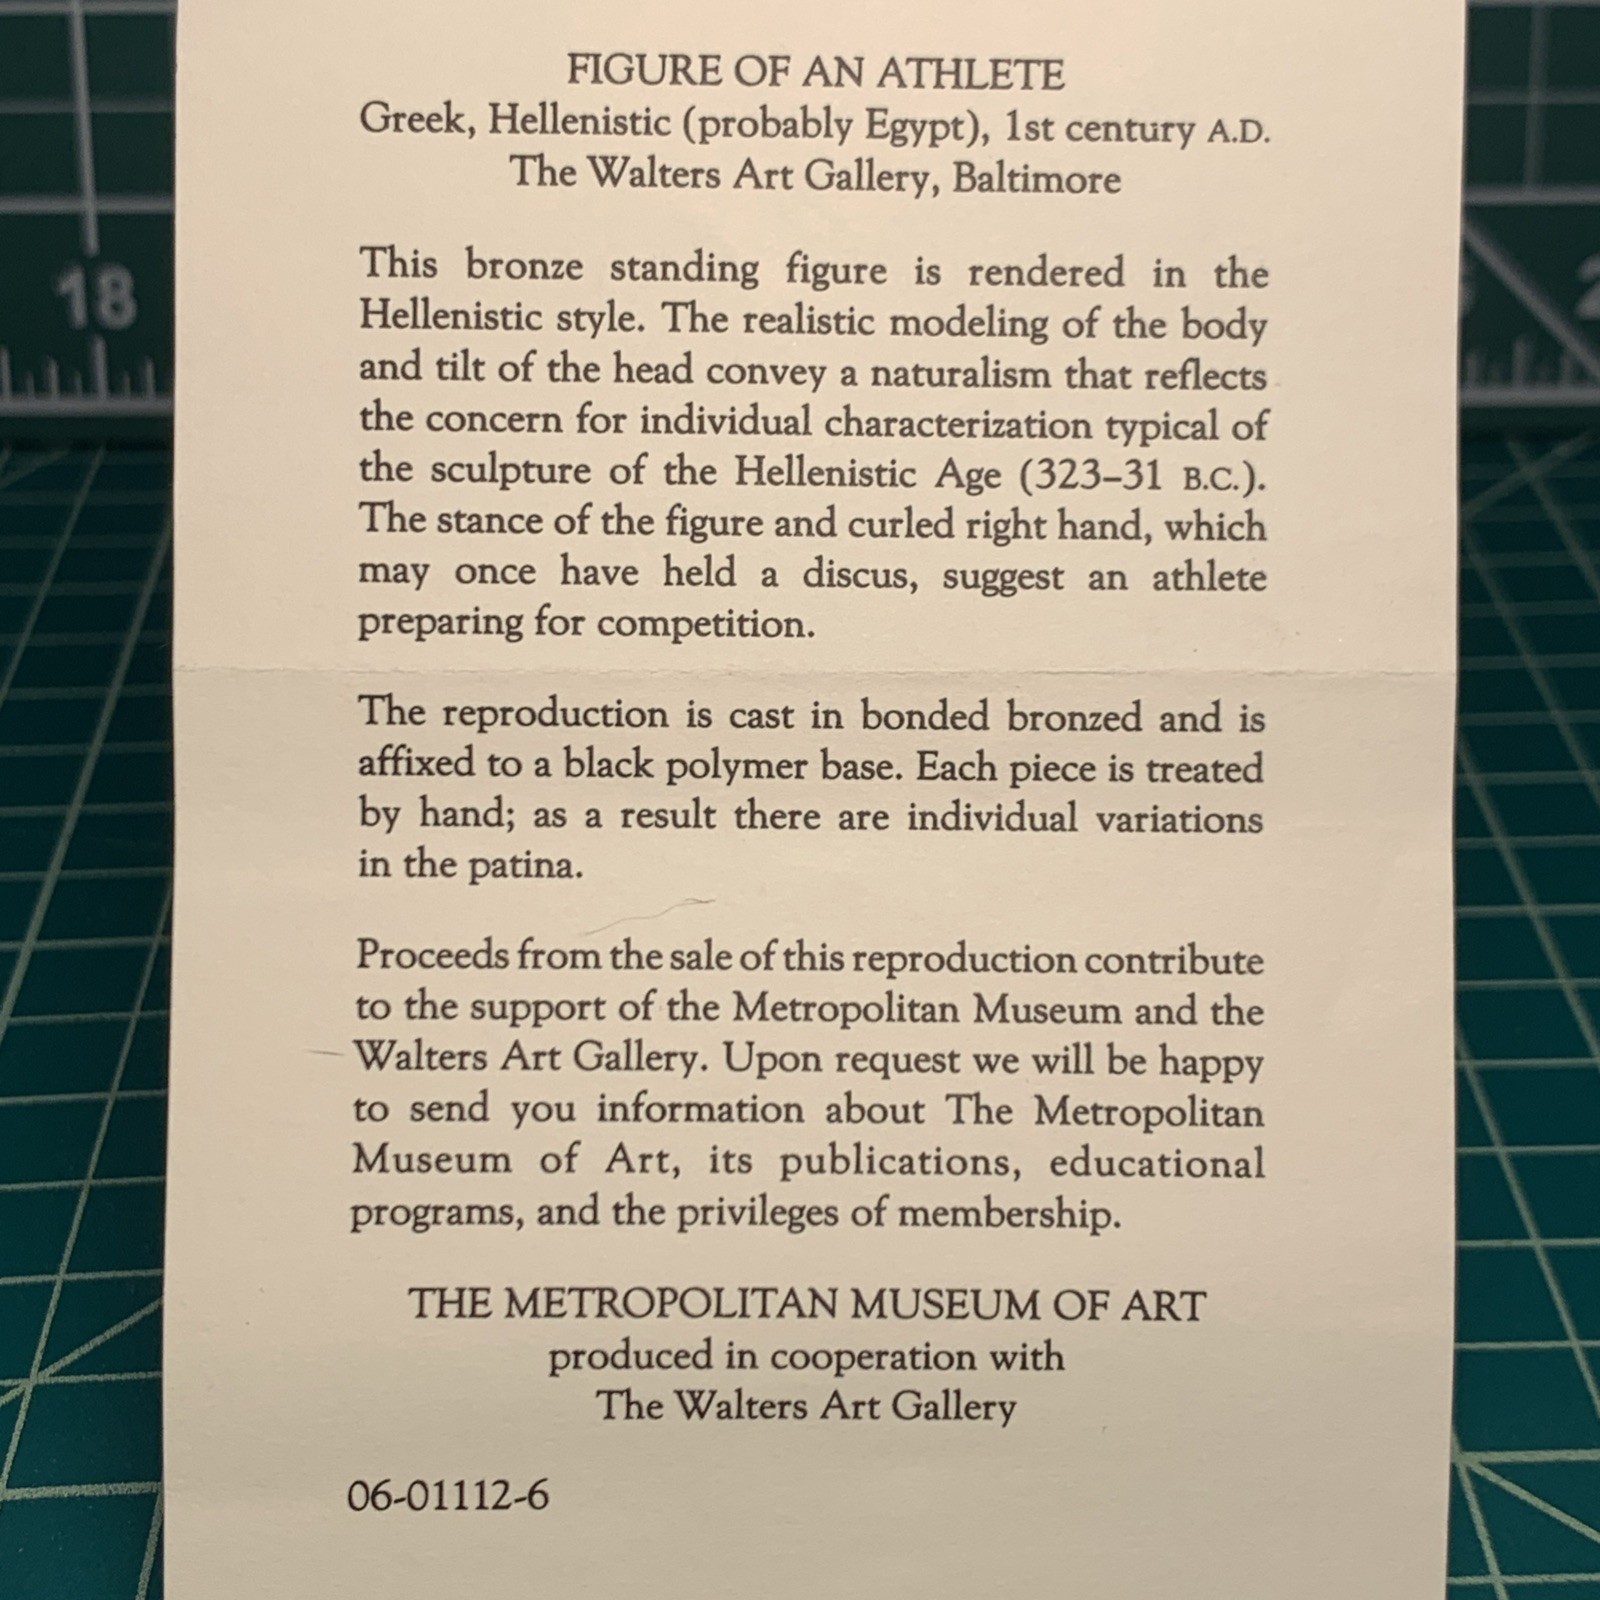 FIGURE OF AN ATHLETE
Greek, Hellenistic (probably Egypt), 1st century A.D.
The Walters Art Gallery, Baltimore
This bronze standing figure is rendered in the
Hellenistic style. The realistic modeling of the body
and tilt of the head convey a naturalism that reflects
the concern for individual characterization typical of
the sculpture of the Hellenistic Age (323–31 B.C.).
The stance of the figure and curled right hand, which
may once have held a discus, suggest an athlete
preparing for competition.
The reproduction is cast in bonded bronzed and is
affixed to a black polymer base. Each piece is treated
by hand; as a result there are individual variations
in the patina.
Proceeds from the sale of this reproduction contribute
to the support of the Metropolitan Museum and the
Walters Art Gallery. Upon request we will be happy
to send you information about The Metropolitan
Museum of Art, its publications, educational
programs, and the privileges of membership.
THE METROPOLITAN MUSEUM OF ART
produced in cooperation with
The Walters Art Gallery
06-01112-6
18